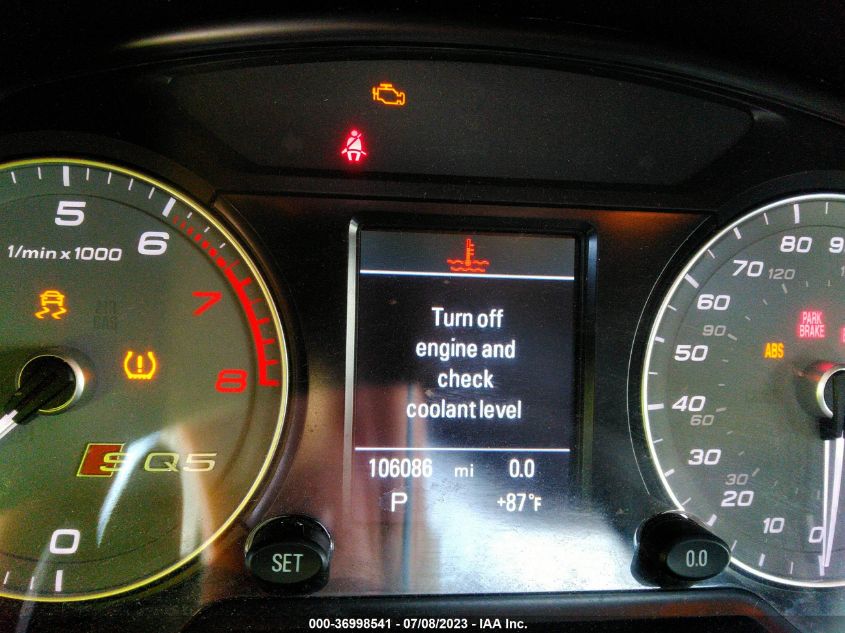 5
6
1/min x 1000
7
8
S Q5
0
SET
Turn off
engine and
check
coolant level
106086 mi 0.0
P +87°F
80
70 120
60
90
50
40
60
30
30
20
10
0
PARK
BRAKE
ABS
0.0
000-36998541 - 07/08/2023 - IAA Inc.